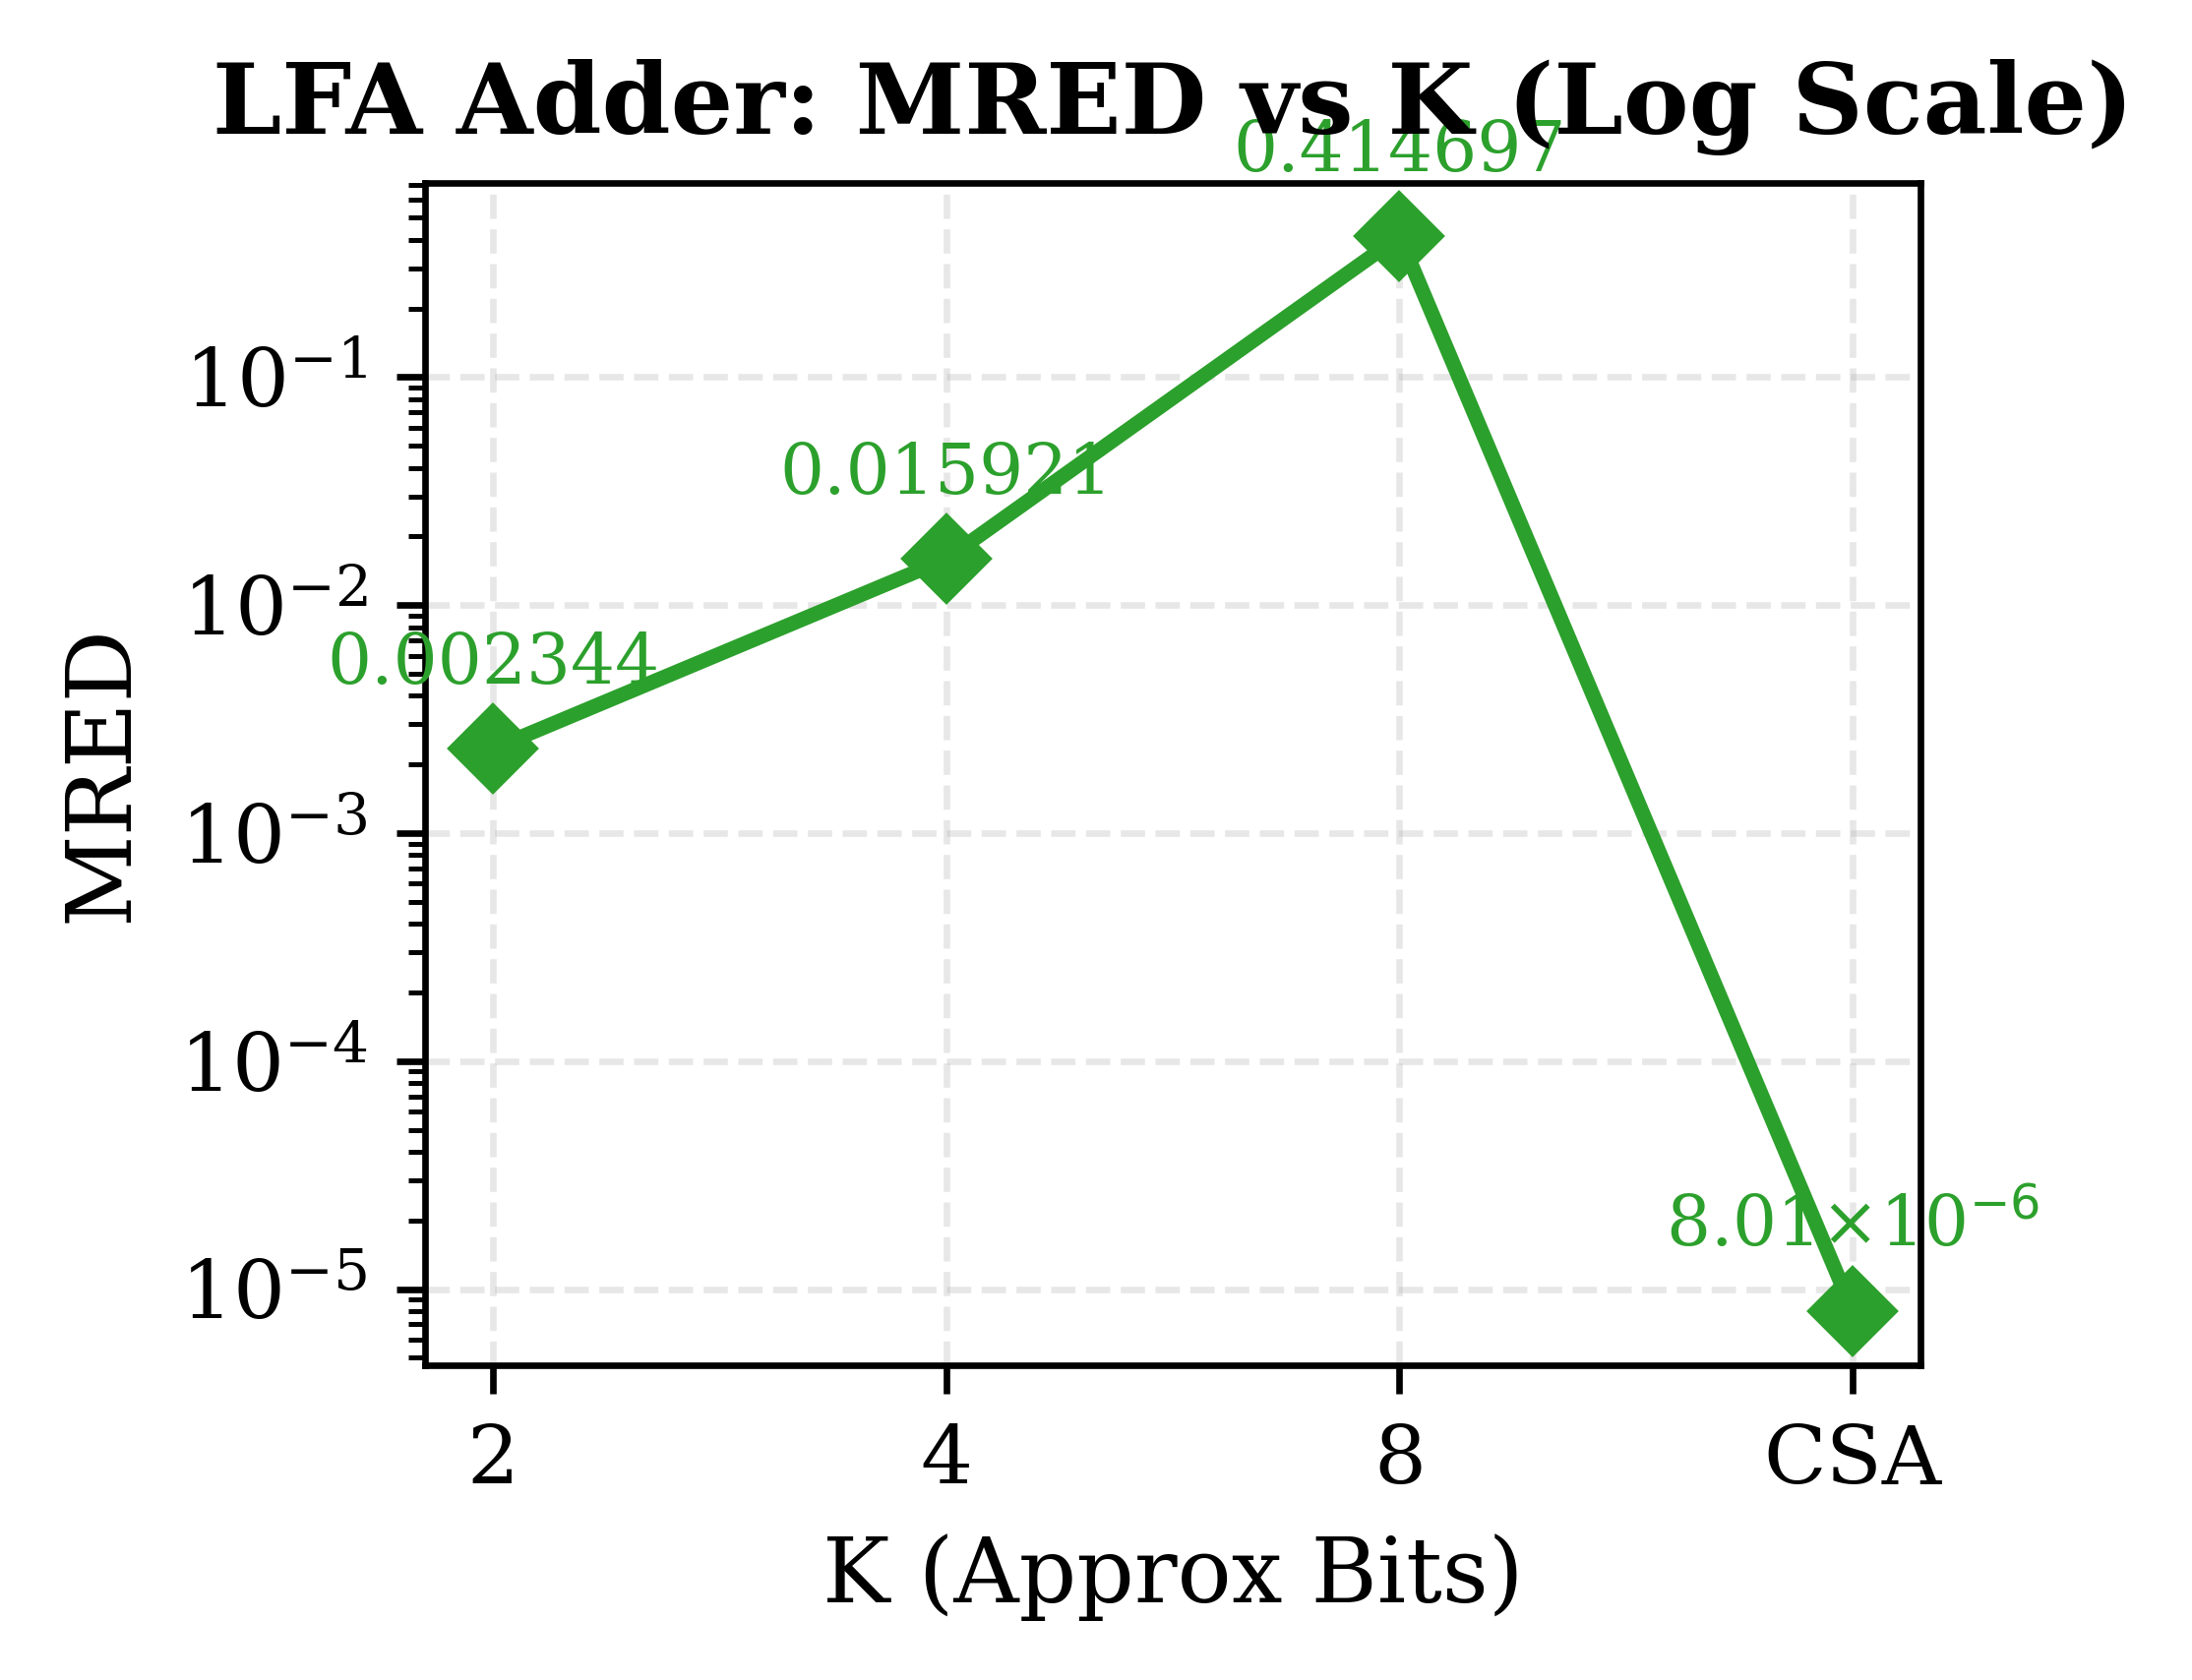 LFA Adder: MRED vs K (Log Scale)
0.414697
10⁻¹
0.015921
10⁻²
0.002344
MRED
10⁻³
10⁻⁴
8.01×10⁻⁶
10⁻⁵
2 4 8 CSA
K (Approx Bits)